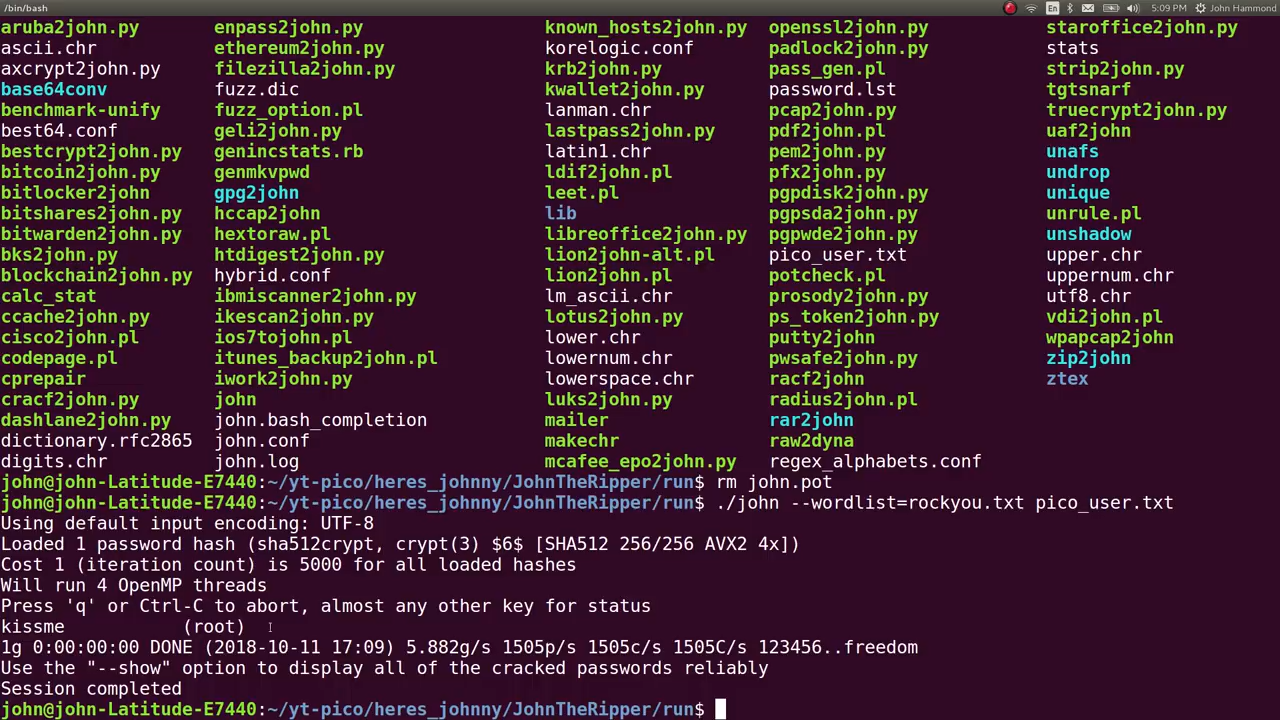 /bin/bash En 5:09 PM John Hammond
aruba2john.py enpass2john.py known_hosts2john.py openssl2john.py staroffice2john.py
ascii.chr ethereum2john.py korelogic.conf padlock2john.py stats
axcrypt2john.py filezilla2john.py krb2john.py pass_gen.pl strip2john.py
base64conv fuzz.dic kwallet2john.py password.lst tgtsnarf
benchmark-unify fuzz_option.pl lanman.chr pcap2john.py truecrypt2john.py
best64.conf geli2john.py lastpass2john.py pdf2john.pl uaf2john
bestcrypt2john.py genincstats.rb latin1.chr pem2john.py unafs
bitcoin2john.py genmkvpwd ldif2john.pl pfx2john.py undrop
bitlocker2john gpg2john leet.pl pgpdisk2john.py unique
bitshares2john.py hccap2john lib pgpsda2john.py unrule.pl
bitwarden2john.py hextoraw.pl libreoffice2john.py pgpwde2john.py unshadow
bks2john.py htdigest2john.py lion2john-alt.pl pico_user.txt upper.chr
blockchain2john.py hybrid.conf lion2john.pl potcheck.pl uppernum.chr
calc_stat ibmiscanner2john.py lm_ascii.chr prosody2john.py utf8.chr
ccache2john.py ikescan2john.py lotus2john.py ps_token2john.py vdi2john.pl
cisco2john.pl ios7tojohn.pl lower.chr putty2john wpapcap2john
codepage.pl itunes_backup2john.pl lowernum.chr pwsafe2john.py zip2john
cprepair iwork2john.py lowerspace.chr racf2john ztex
cracf2john.py john luks2john.py radius2john.pl
dashlane2john.py john.bash_completion mailer rar2john
dictionary.rfc2865 john.conf makechr raw2dyna
digits.chr john.log mcafee_epo2john.py regex_alphabets.conf
john@john-Latitude-E7440:~/yt-pico/heres_johnny/JohnTheRipper/run$ rm john.pot
john@john-Latitude-E7440:~/yt-pico/heres_johnny/JohnTheRipper/run$ ./john --wordlist=rockyou.txt pico_user.txt
Using default input encoding: UTF-8
Loaded 1 password hash (sha512crypt, crypt(3) $6$ [SHA512 256/256 AVX2 4x])
Cost 1 (iteration count) is 5000 for all loaded hashes
Will run 4 OpenMP threads
Press 'q' or Ctrl-C to abort, almost any other key for status
kissme (root)
1g 0:00:00:00 DONE (2018-10-11 17:09) 5.882g/s 1505p/s 1505c/s 1505C/s 123456..freedom
Use the "--show" option to display all of the cracked passwords reliably
Session completed
john@john-Latitude-E7440:~/yt-pico/heres_johnny/JohnTheRipper/run$